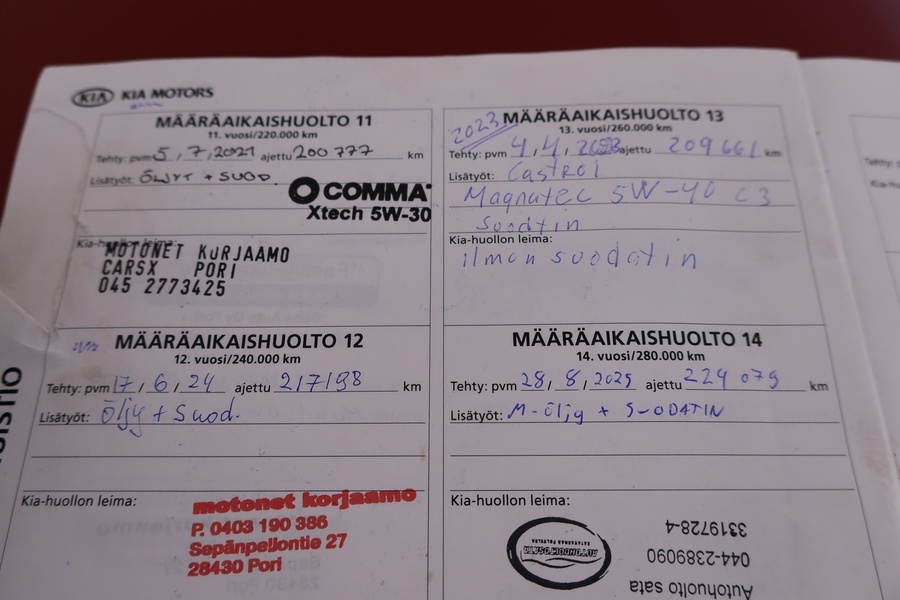 KIA KIA MOTORS
MÄÄRÄAIKAISHUOLTO 11
11. vuosi/220.000 km
Tehty: pvm 5,7,2021 ajettu 200 777 km
Lisätyöt: ÖLJYT + SUOD.
COMMA
Xtech 5W-30
Kia-huollon leima:
MOTONET KORJAAMO
CARSX PORI
045 2773425
2023
MÄÄRÄAIKAISHUOLTO 13
13. vuosi/260.000 km
Tehty: pvm 4,4, ajettu 209 661 km
Lisätyöt: Castrol
Magnatec 5W-40 C3
Suodtin
Kia-huollon leima:
ilman suodatin
MÄÄRÄAIKAISHUOLTO 12
12. vuosi/240.000 km
Tehty: pvm 17,6,24 ajettu 217198 km
Lisätyöt: Öljy + Suod.
Kia-huollon leima:
motonet korjaamo
P. 0403 190 386
Sepänpellontie 27
28430 Pori
MÄÄRÄAIKAISHUOLTO 14
14. vuosi/280.000 km
Tehty: pvm 28,8,2025 ajettu 224 079 km
Lisätyöt: M-Öljy + S-ODATIN
Kia-huollon leima:
AUTOHUOLTOSATA
Autohuolto sata
044-2389090
3319728-4